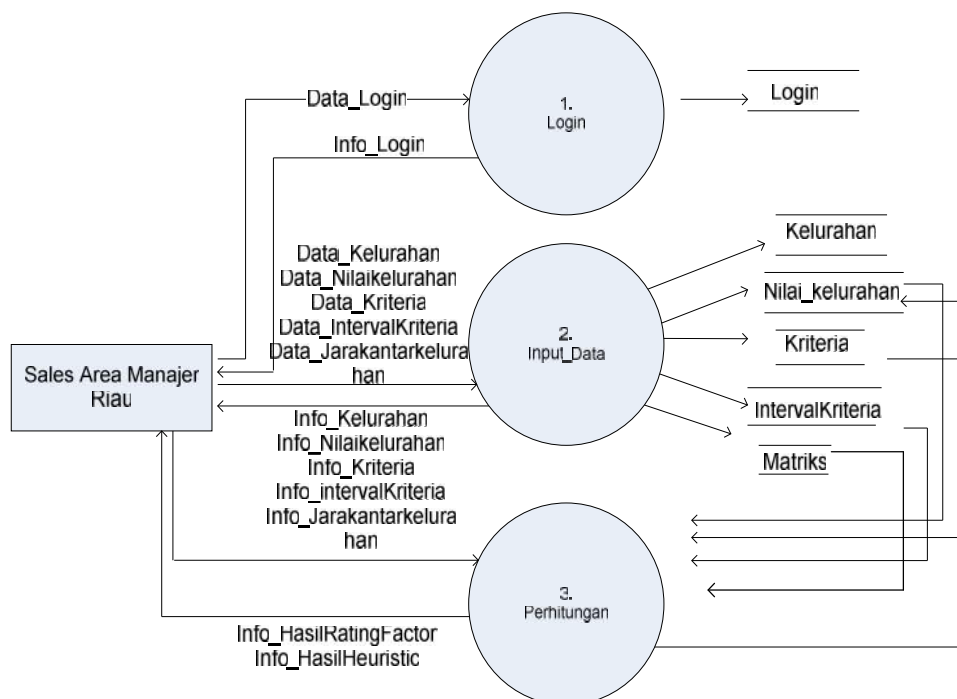 Data_Login
1.
Login
Login
Info_Login
Data_Kelurahan
Data_Nilaikelurahan
Data_Kriteria
Data_IntervalKriteria
Data_Jarakantarkelura
han
2.
Input_Data
Kelurahan
Nilai_kelurahan
Kriteria
IntervalKriteria
Matriks
Sales Area Manajer
Riau
Info_Kelurahan
Info_Nilaikelurahan
Info_Kriteria
Info_intervalKriteria
Info_Jarakantarkelura
han
3.
Perhitungan
Info_HasilRatingFactor
Info_HasilHeuristic